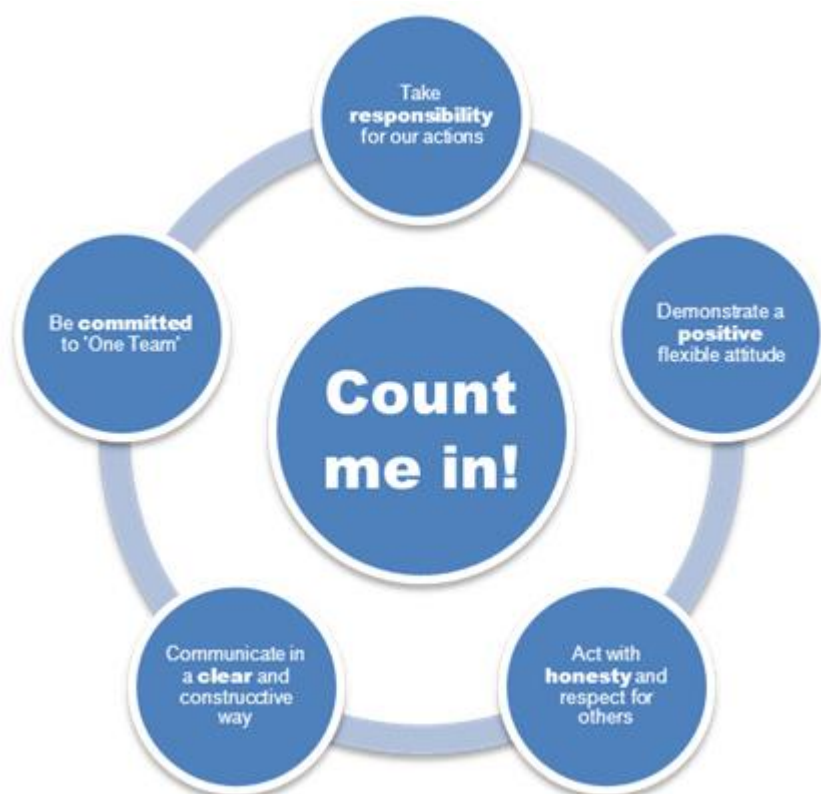 Take
responsibility
for our actions
Be committed
to 'One Team'
Demonstrate a
positive
flexible attitude
Count
me in!
Communicate in
a clear and
construcctive
way
Act with
honesty and
respect for
others